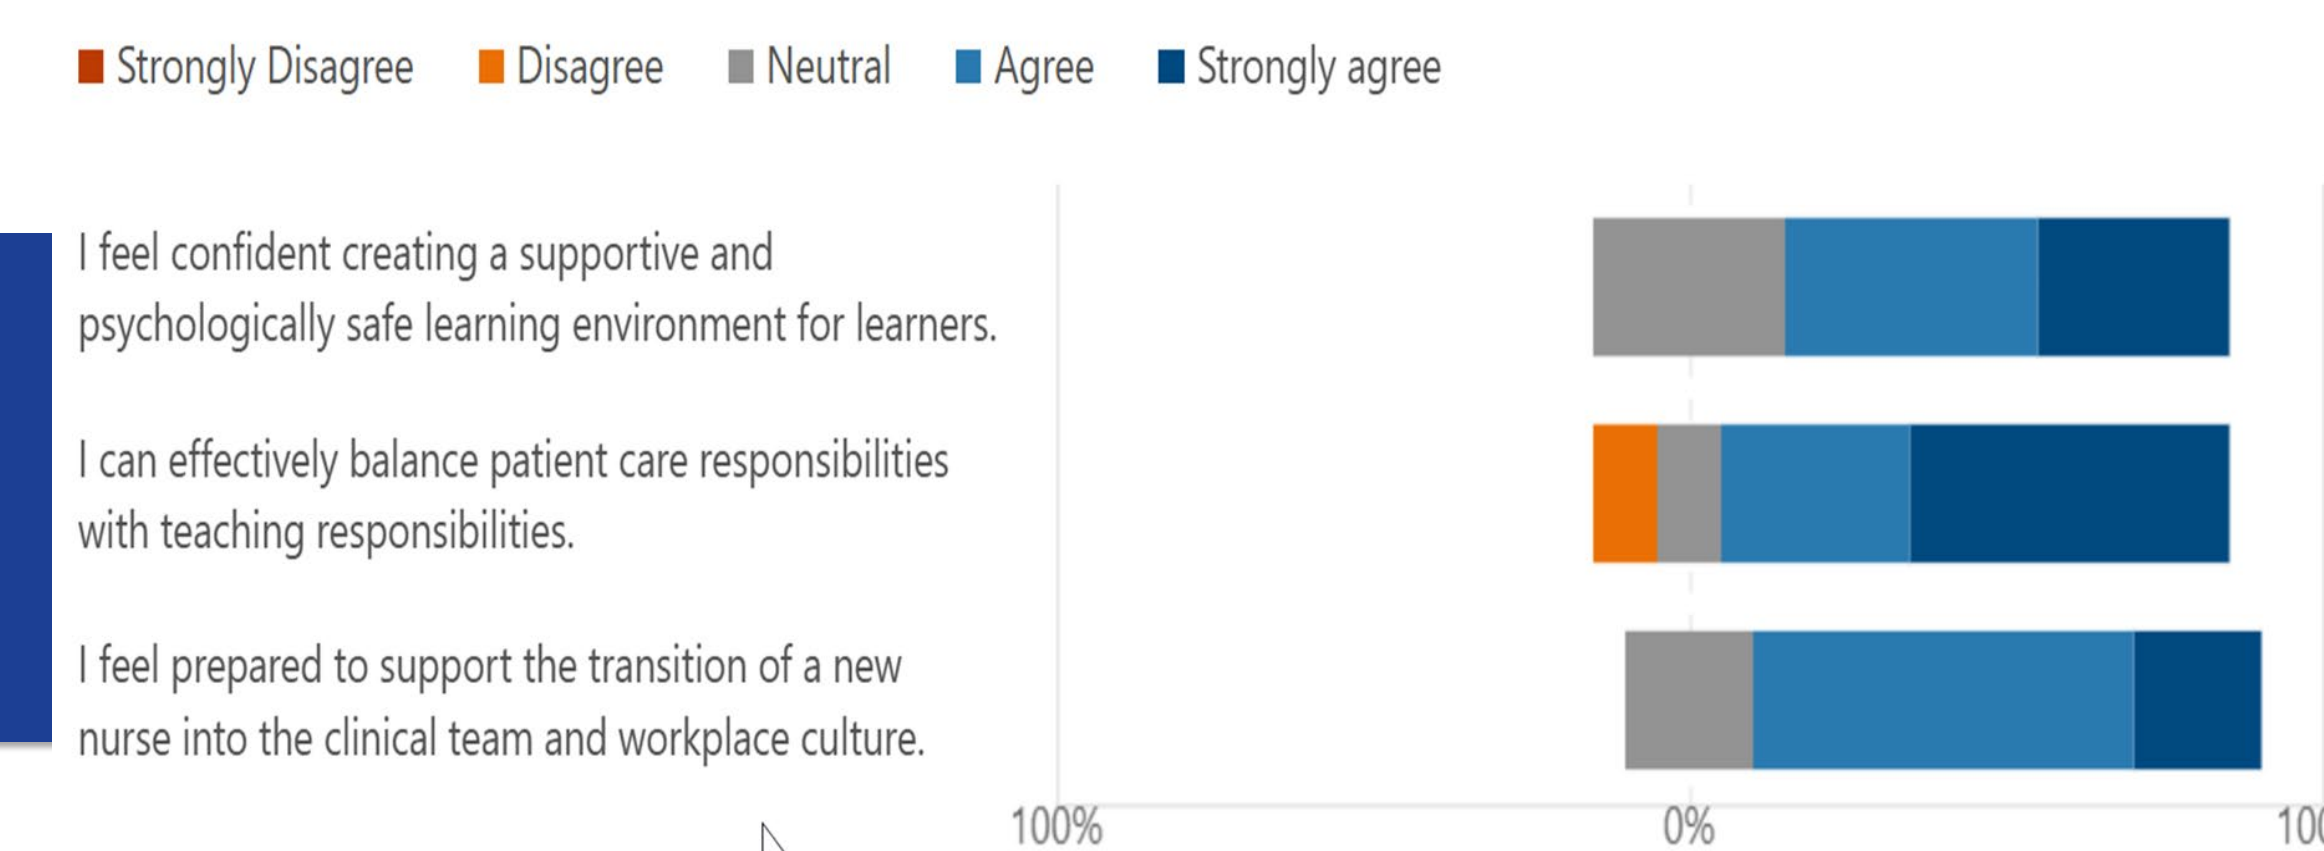 Strongly Disagree Disagree Neutral Agree Strongly agree
I feel confident creating a supportive and
psychologically safe learning environment for learners.
I can effectively balance patient care responsibilities
with teaching responsibilities.
I feel prepared to support the transition of a new
nurse into the clinical team and workplace culture.
100% 0% 10